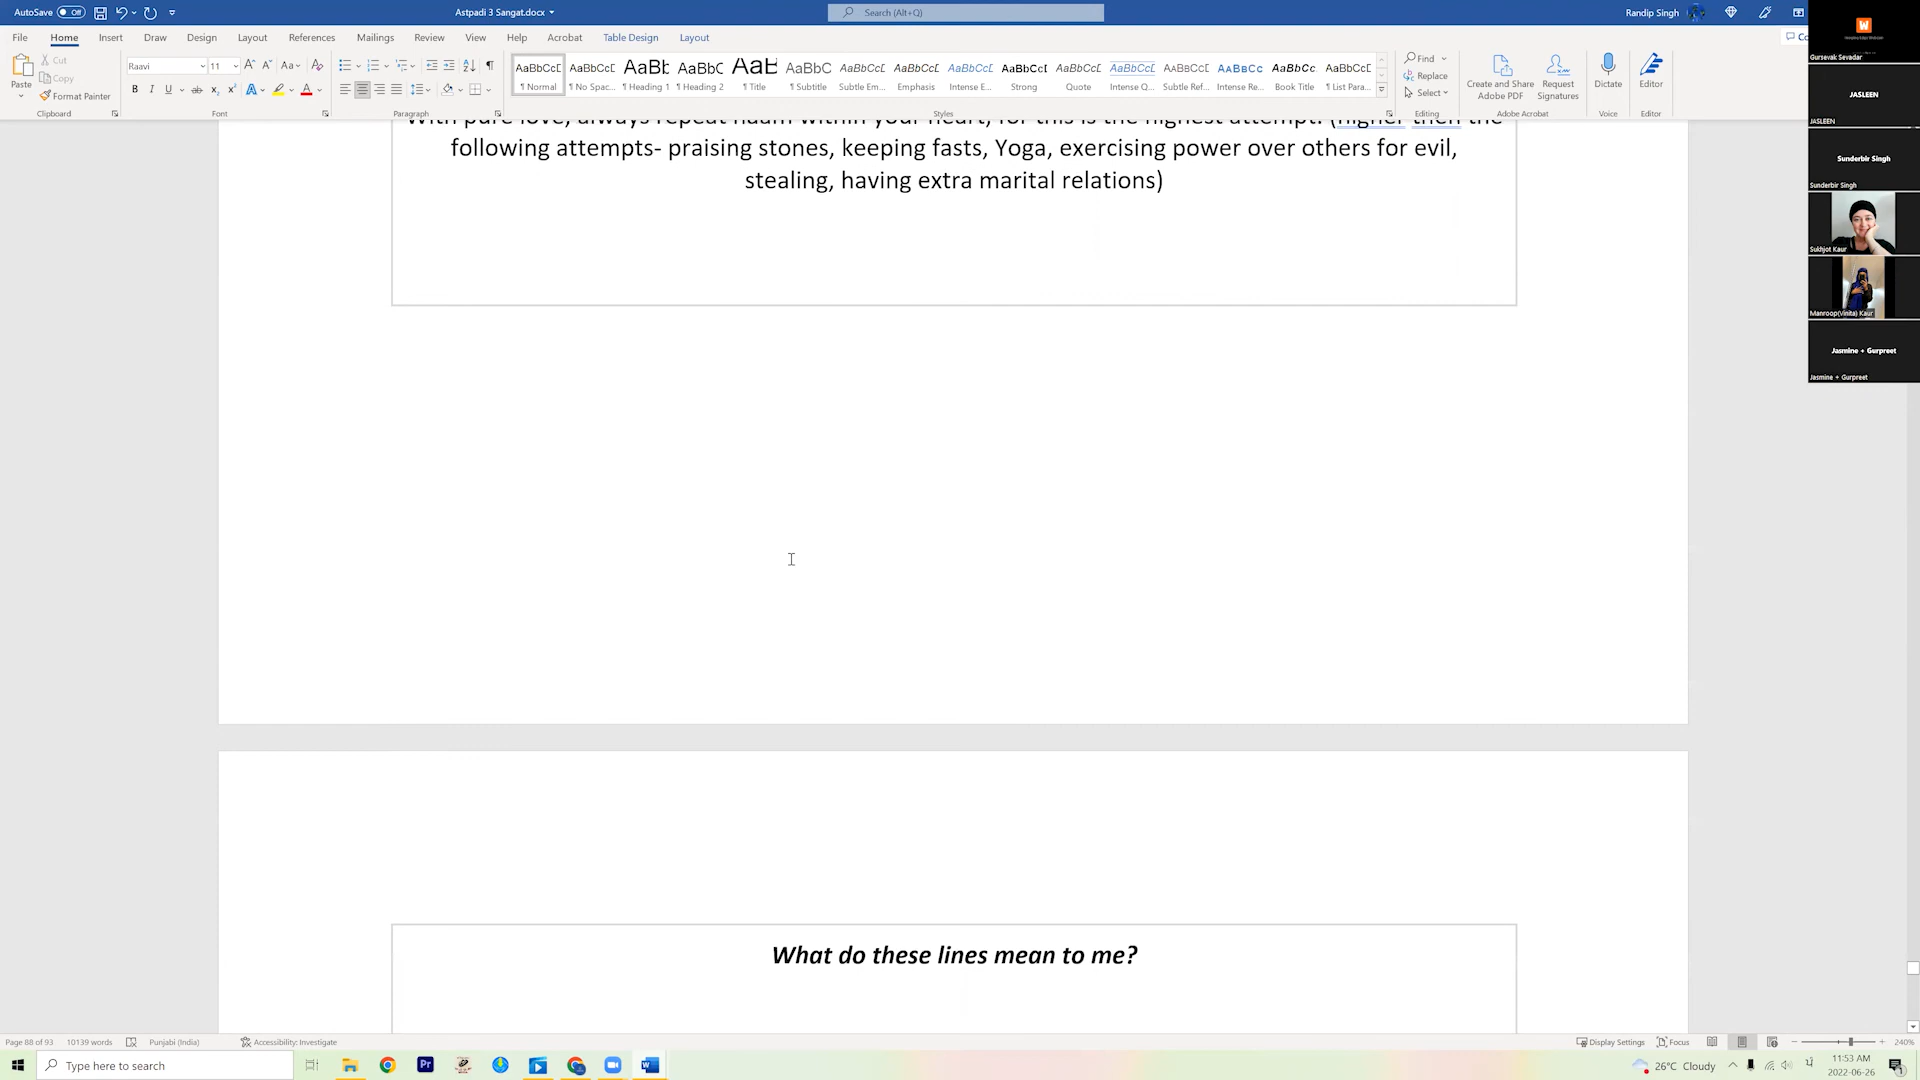 AutoSave Off
Astpadi 3 Sangat.docx
Search (Alt+Q)
Randip Singh
File Home Insert Draw Design Layout References Mailings Review View Help Acrobat Table Design Layout
Paste
Cut
Copy
Format Painter
Clipboard
Raavi 11
Font
Paragraph
AaBbCcD AaBbCcD AaBb AaBbC AaB AaBbC AaBbCcD AaBbCcD AaBbCcD AaBbCcD AaBbCcD AaBbCcD AaBbCcD AaBbCc AaBbCc AaBbCcD
¶ Normal ¶ No Spac... ¶ Heading 1 ¶ Heading 2 ¶ Title ¶ Subtitle Subtle Em... Emphasis Intense E... Strong Quote Intense Q... Subtle Ref... Intense Re... Book Title ¶ List Para...
Styles
Find
Replace
Select
Editing
Create and Share Adobe PDF
Request Signatures
Adobe Acrobat
Dictate
Voice
Editor
Editor
With pure love, always repeat naam within your heart, for this is the highest attempt. (higher then the
following attempts- praising stones, keeping fasts, Yoga, exercising power over others for evil,
stealing, having extra marital relations)
What do these lines mean to me?
W
Gursevak Sevadar
JASLEEN
JASLEEN
Sunderbir Singh
Sunderbir Singh
Sukhjot Kaur
Manroop(Vinita) Kaur
Jasmine + Gurpreet
Jasmine + Gurpreet
Page 88 of 93 10139 words Punjabi (India) Accessibility: Investigate
Display Settings Focus 240%
Type here to search
Pr
26°C Cloudy
11:53 AM
2022-06-26